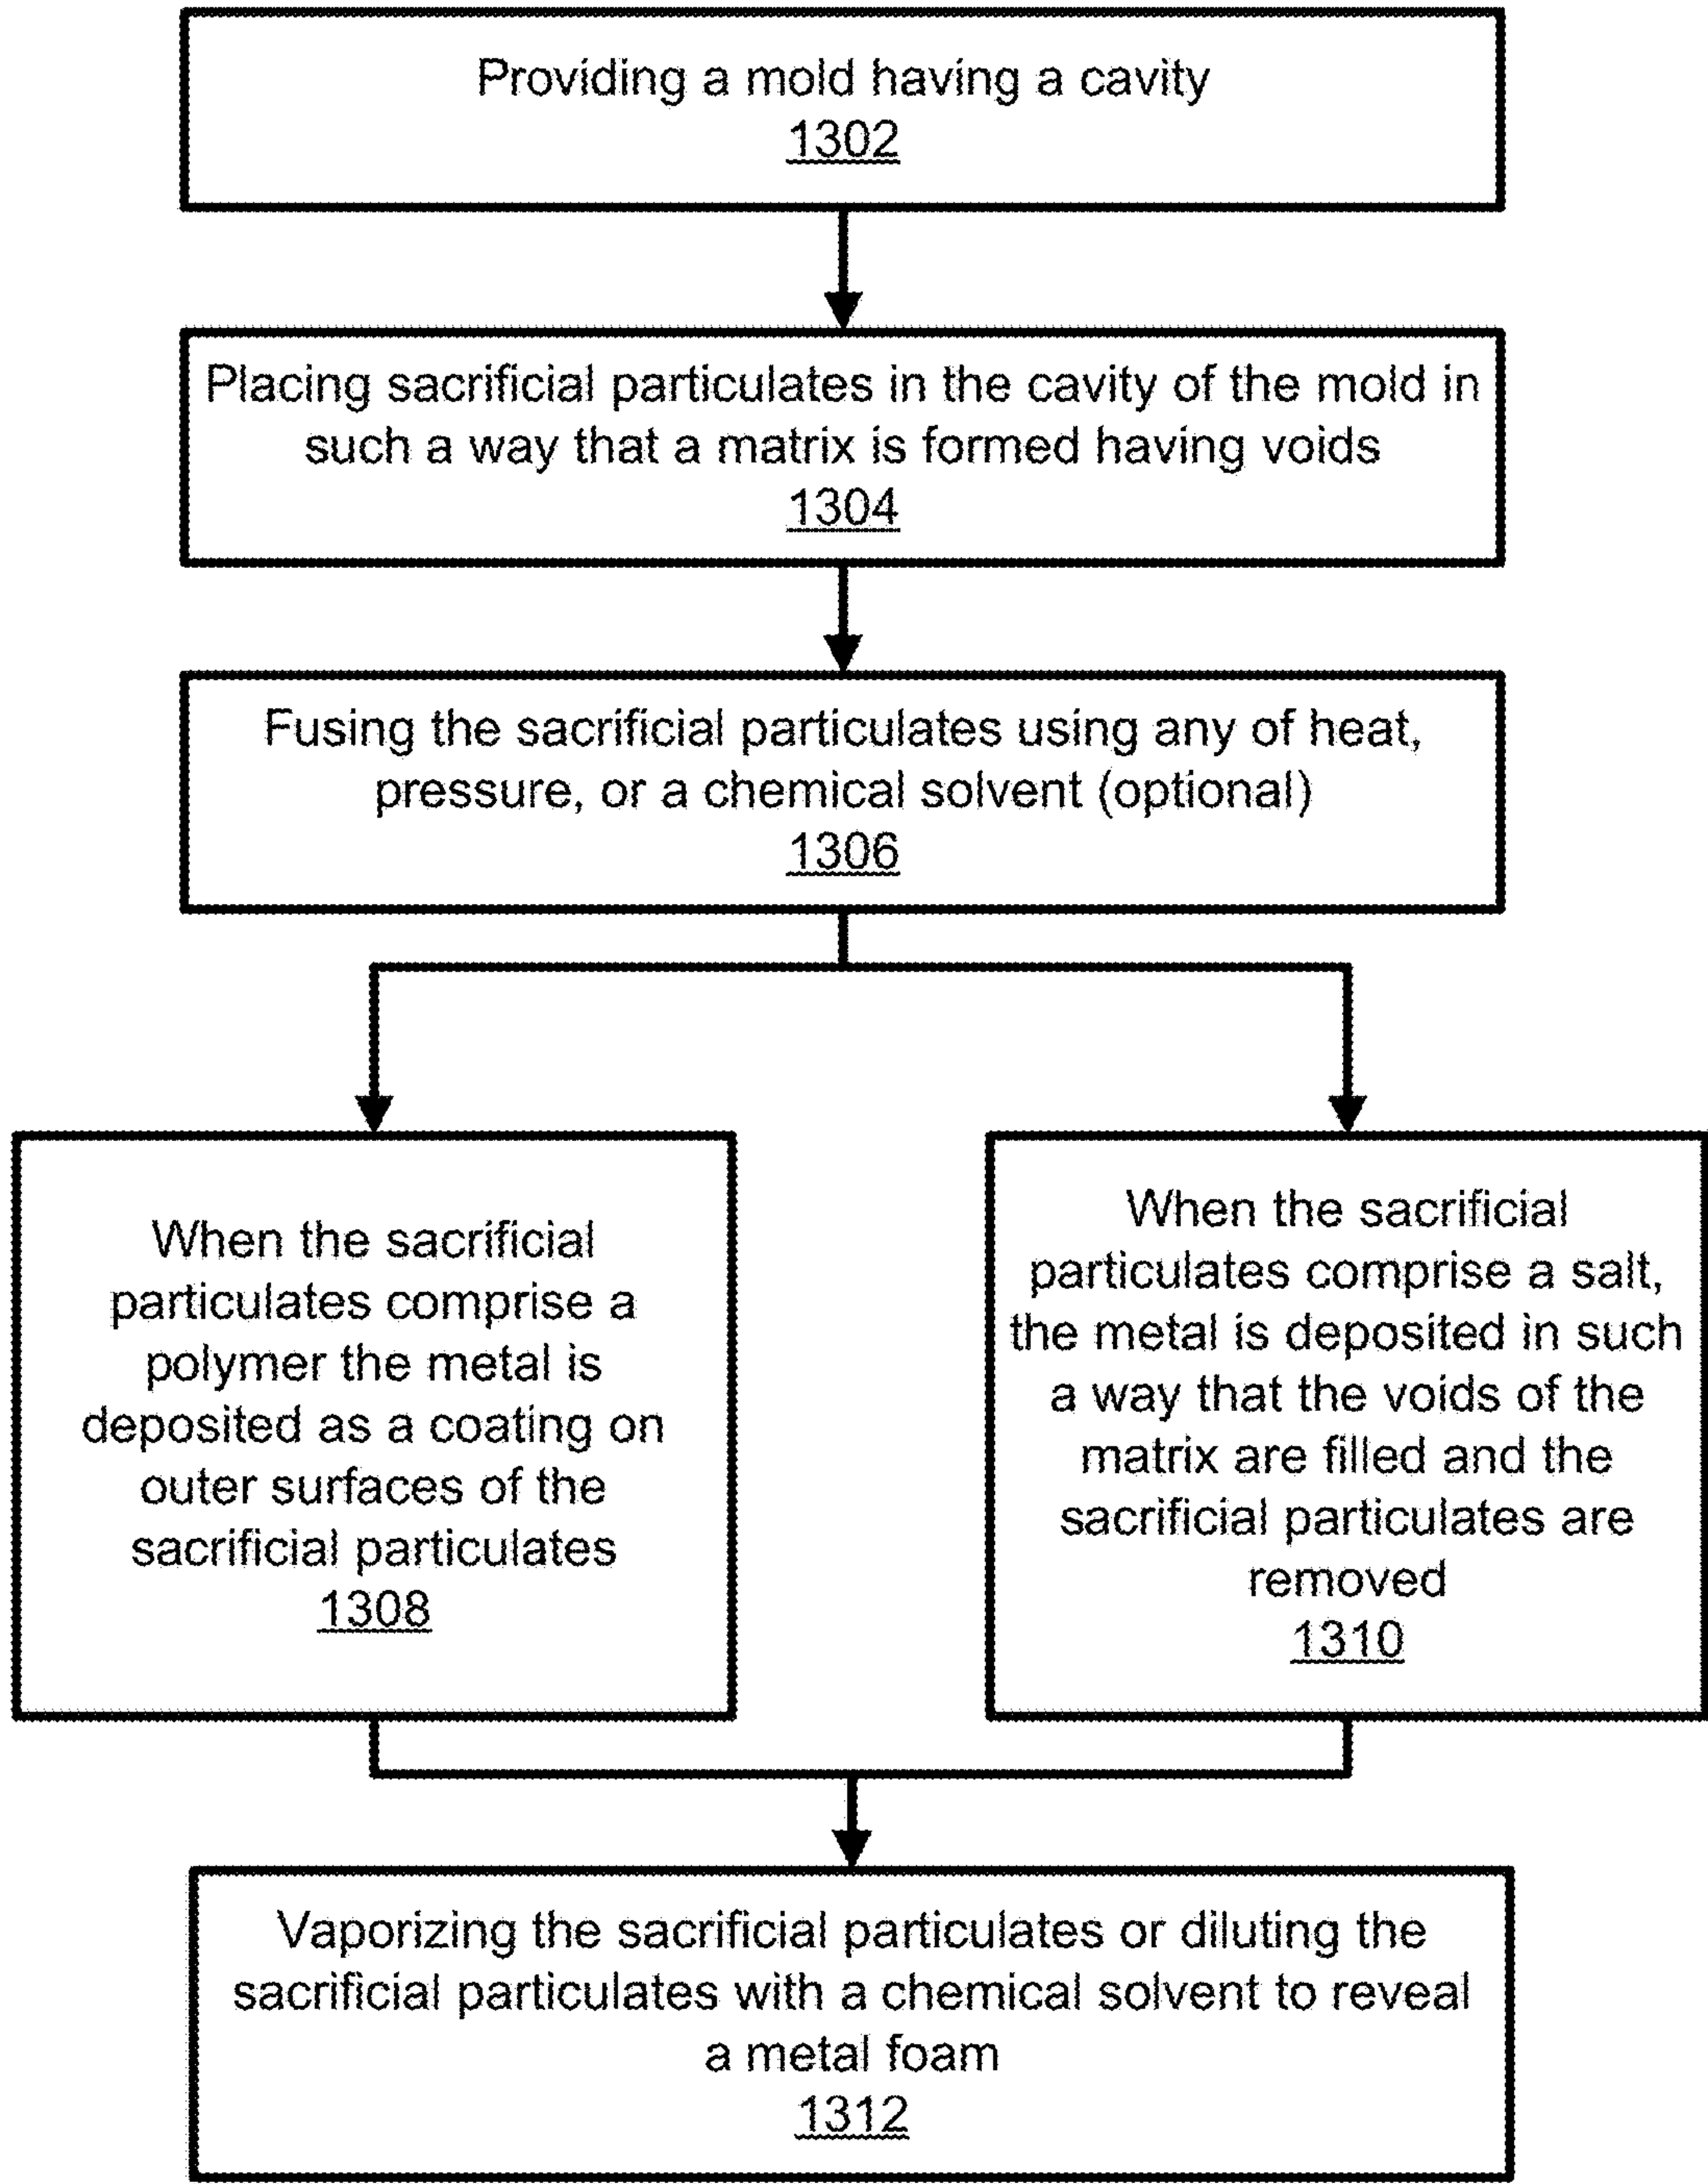 Providing a mold having a cavity
1302
Placing sacrificial particulates in the cavity of the mold in
such a way that a matrix is formed having voids
1304
Fusing the sacrificial particulates using any of heat,
pressure, or a chemical solvent (optional)
1306
When the sacrificial
particulates comprise a
polymer the metal is
deposited as a coating on
outer surfaces of the
sacrificial particulates
1308
When the sacrificial
particulates comprise a salt,
the metal is deposited in such
a way that the voids of the
matrix are filled and the
sacrificial particulates are
removed
1310
Vaporizing the sacrificial particulates or diluting the
sacrificial particulates with a chemical solvent to reveal
a metal foam
1312